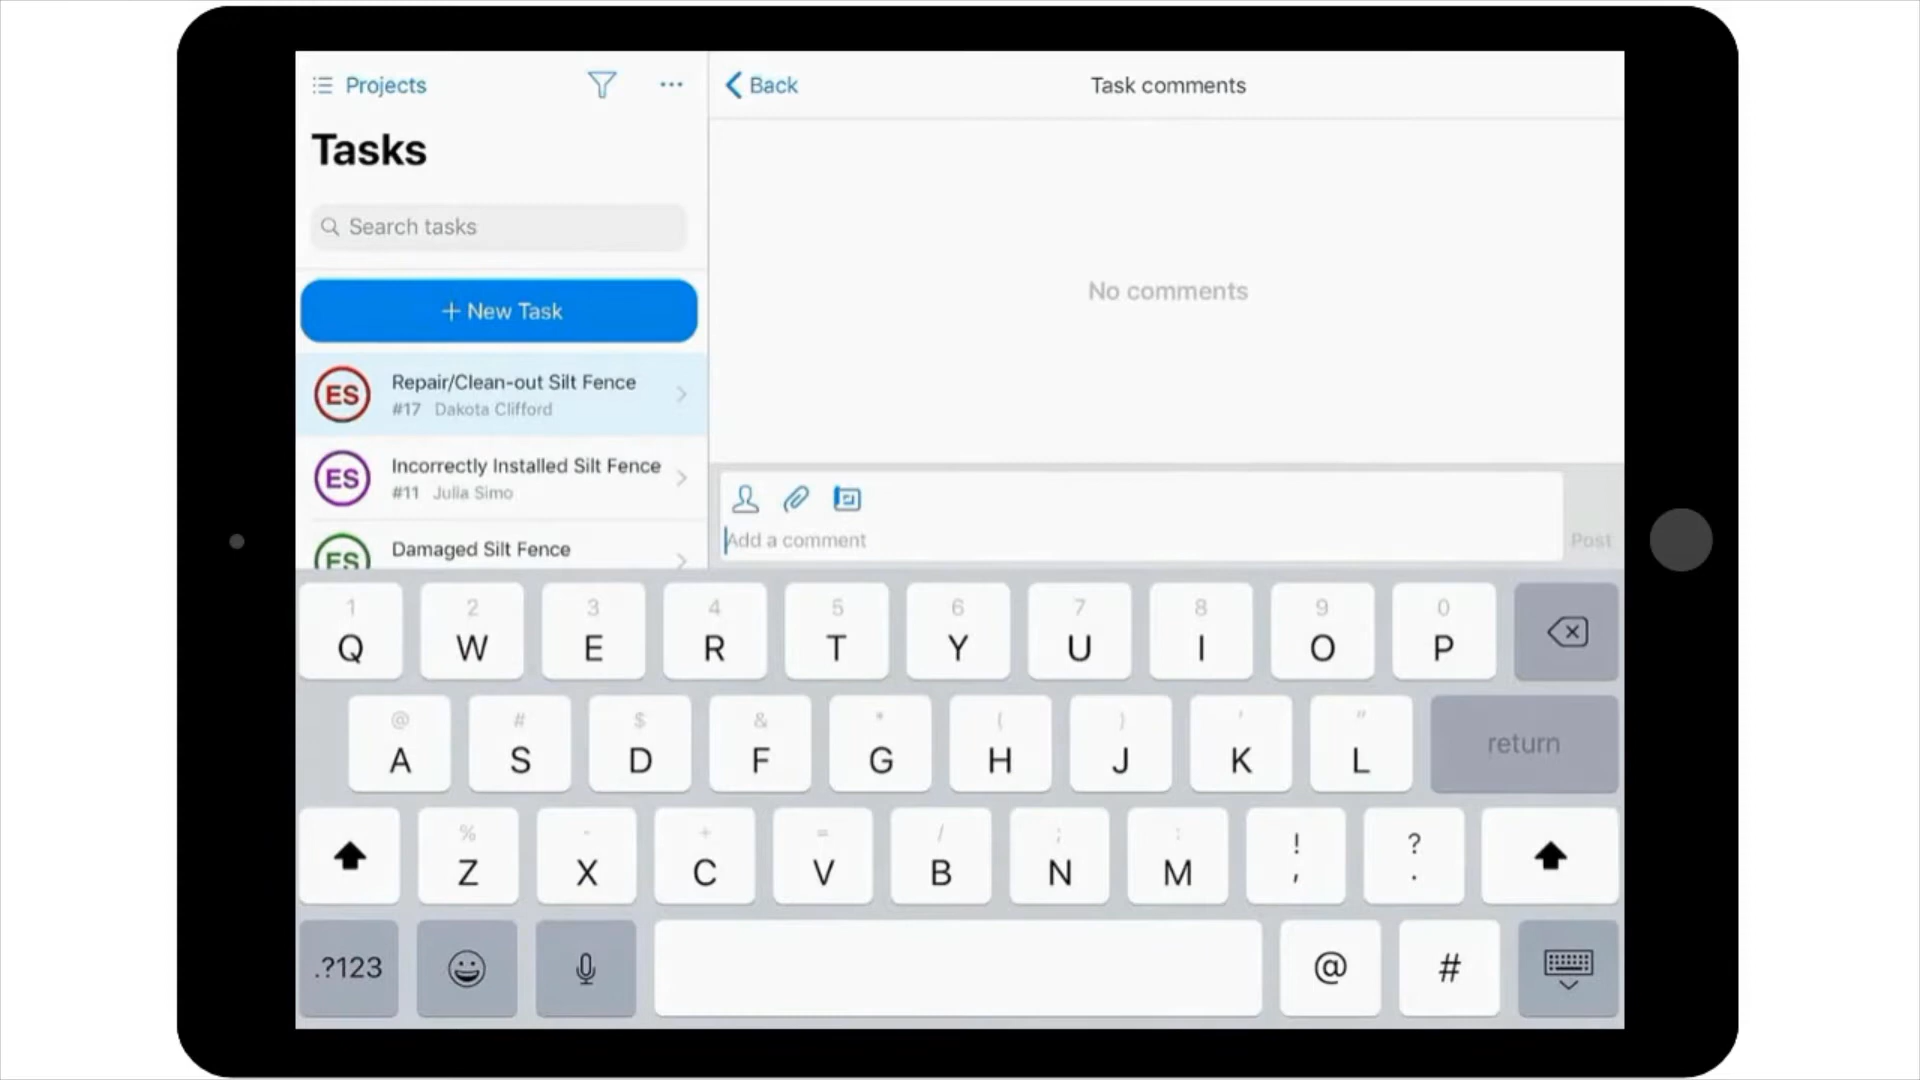 Projects
Tasks
Search tasks
+ New Task
ES
Repair/Clean-out Silt Fence
#17 Dakota Clifford
ES
Incorrectly Installed Silt Fence
#11 Julia Simo
ES
Damaged Silt Fence
Back
Task comments
No comments
Add a comment
Post
1 2 3 4 5 6 7 8 9 0
Q W E R T Y U I O P
@ # $ & * ( ) ' "
A S D F G H J K L
return
% - + = / ; : ! ?
Z X C V B N M , .
.?123
@ #